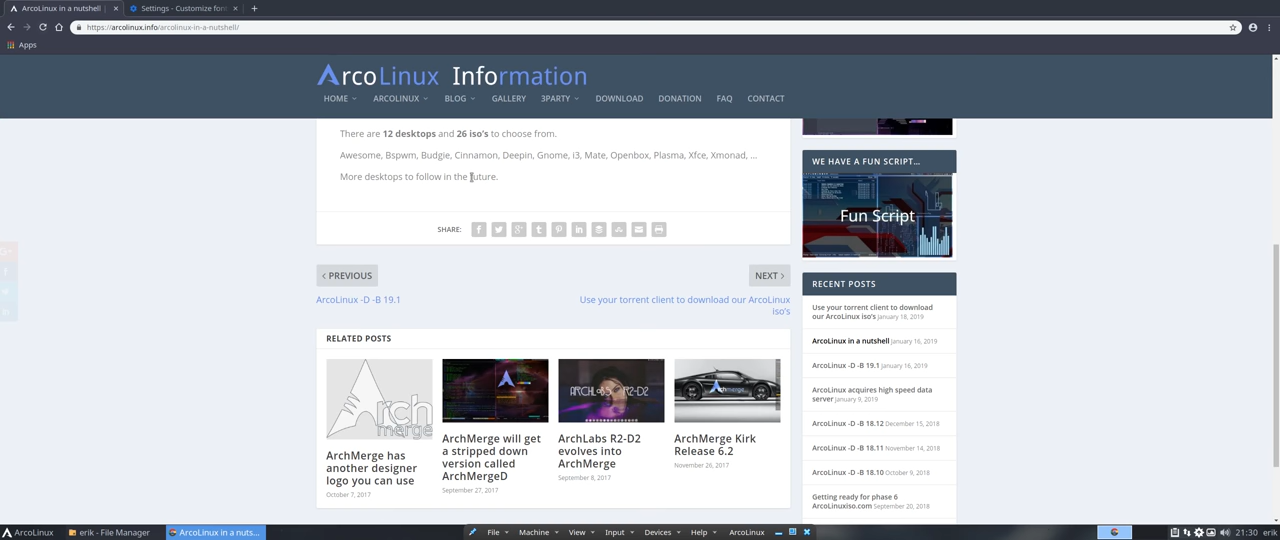 ArcoLinux in a nutshell |
Settings - Customize fon
https://arcolinux.info/arcolinux-in-a-nutshell/
Apps
ArcoLinux Information
HOME ARCOLINUX BLOG GALLERY 3PARTY DOWNLOAD DONATION FAQ CONTACT
There are 12 desktops and 26 iso's to choose from.
Awesome, Bspwm, Budgie, Cinnamon, Deepin, Gnome, i3, Mate, Openbox, Plasma, Xfce, Xmonad, ...
More desktops to follow in the future.
SHARE:
PREVIOUS
NEXT
ArcoLinux -D -B 19.1
Use your torrent client to download our ArcoLinux
iso's
RELATED POSTS
Arch
merge
ArchMerge has
another designer
logo you can use
October 7, 2017
ArchMerge will get
a stripped down
version called
ArchMergeD
September 27, 2017
ARCHLabS R2-D2
ArchLabs R2-D2
evolves into
ArchMerge
September 8, 2017
ArchMerge Kirk
Release 6.2
November 26, 2017
WE HAVE A FUN SCRIPT...
Fun Script
RECENT POSTS
Use your torrent client to download
our ArcoLinux iso's January 18, 2019
ArcoLinux in a nutshell January 16, 2019
ArcoLinux -D -B 19.1 January 16, 2019
ArcoLinux acquires high speed data
server January 9, 2019
ArcoLinux -D -B 18.12 December 15, 2018
ArcoLinux -D -B 18.11 November 14, 2018
ArcoLinux -D -B 18.10 October 9, 2018
Getting ready for phase 6
ArcoLinuxiso.com September 20, 2018
ArcoLinux
erik - File Manager
ArcoLinux in a nuts...
File Machine View Input Devices Help ArcoLinux
21:30 erik